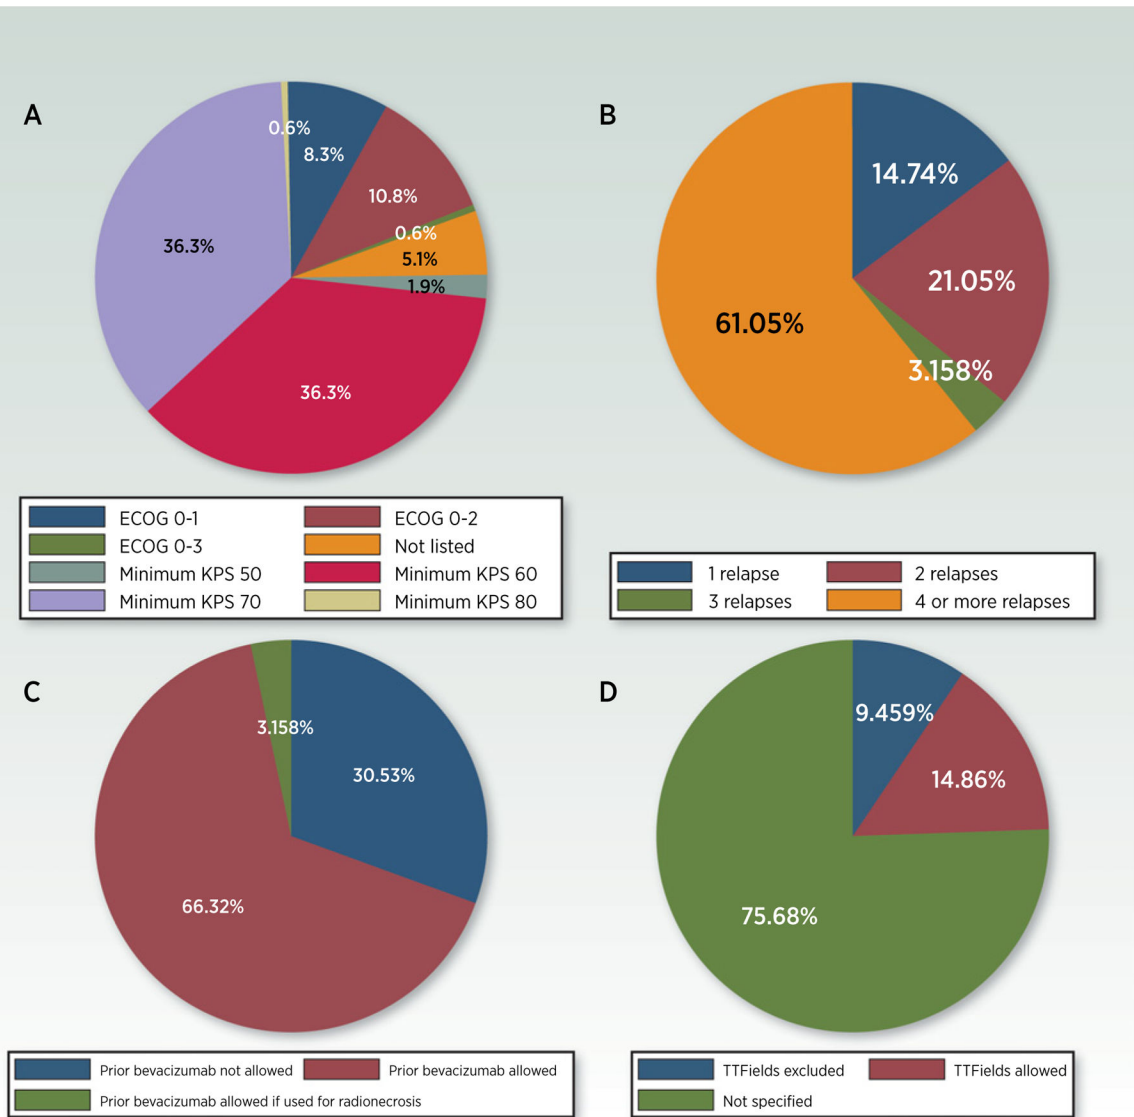 A
0.6%
8.3%
10.8%
0.6%
5.1%
1.9%
36.3%
36.3%
ECOG 0-1 ECOG 0-2
ECOG 0-3 Not listed
Minimum KPS 50 Minimum KPS 60
Minimum KPS 70 Minimum KPS 80
B
14.74%
21.05%
3.158%
61.05%
1 relapse 2 relapses
3 relapses 4 or more relapses
C
3.158%
30.53%
66.32%
Prior bevacizumab not allowed Prior bevacizumab allowed
Prior bevacizumab allowed if used for radionecrosis
D
9.459%
14.86%
75.68%
TTFields excluded TTFields allowed
Not specified